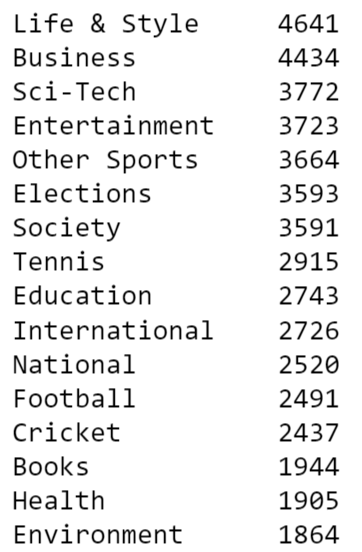 Life & Style 4641
Business 4434
Sci-Tech 3772
Entertainment 3723
Other Sports 3664
Elections 3593
Society 3591
Tennis 2915
Education 2743
International 2726
National 2520
Football 2491
Cricket 2437
Books 1944
Health 1905
Environment 1864